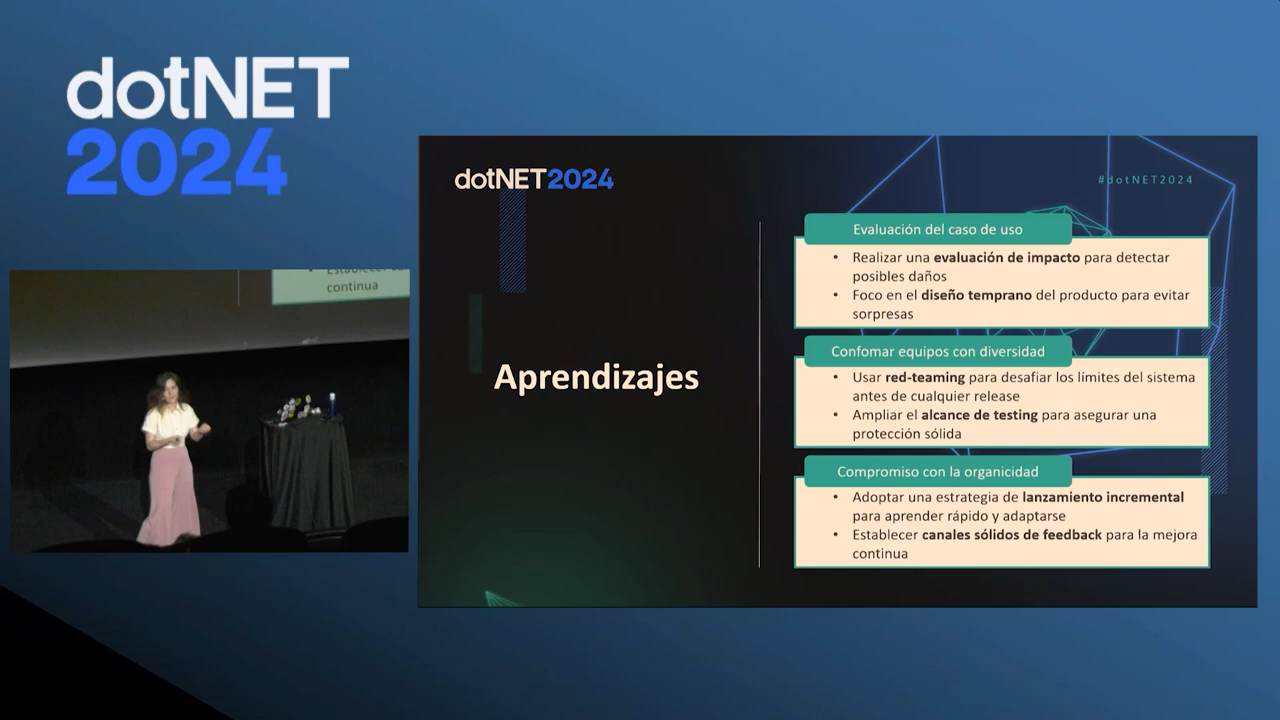 dotNET
2024
Establecer
continua
dotNET2024
#dotNET2024
Aprendizajes
Evaluación del caso de uso
• Realizar una evaluación de impacto para detectar
posibles daños
• Foco en el diseño temprano del producto para evitar
sorpresas
Confomar equipos con diversidad
• Usar red-teaming para desafiar los límites del sistema
antes de cualquier release
• Ampliar el alcance de testing para asegurar una
protección sólida
Compromiso con la organicidad
• Adoptar una estrategia de lanzamiento incremental
para aprender rápido y adaptarse
• Establecer canales sólidos de feedback para la mejora
continua